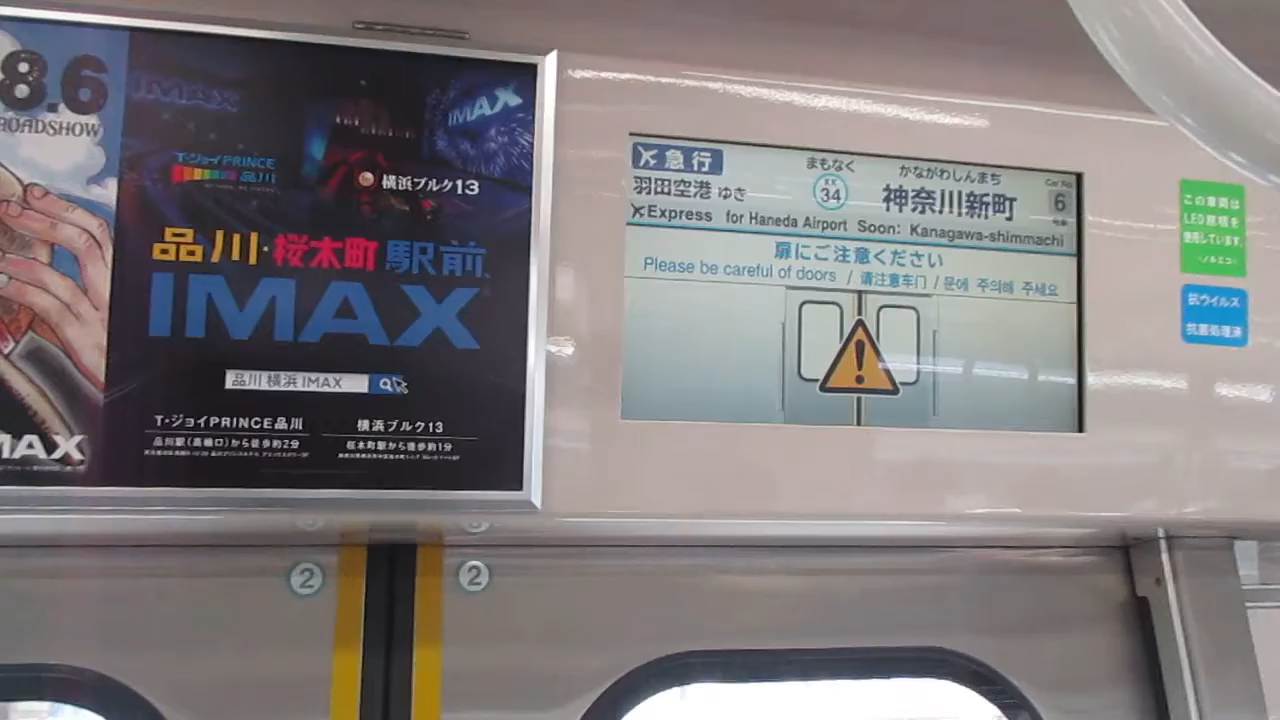 8.6
ROADSHOW
IMAX
IMAX
IMAX
T・ジョイPRINCE
品川
横浜ブルク13
品川・桜木町駅前
IMAX
品川 横浜 IMAX
T・ジョイPRINCE品川
品川駅(高輪口)から徒歩約2分
横浜ブルク13
桜木町駅から徒歩約1分
急行
羽田空港 ゆき
まもなく
KK
34
かながわしんまち
神奈川新町
Car No.
6
号車
Express for Haneda Airport Soon: Kanagawa-shimmachi
扉にご注意ください
Please be careful of doors / 请注意车门 / 문에 주의해 주세요
この車両は
LED照明を
使用しています。
抗ウイルス
抗菌処理済
2
2